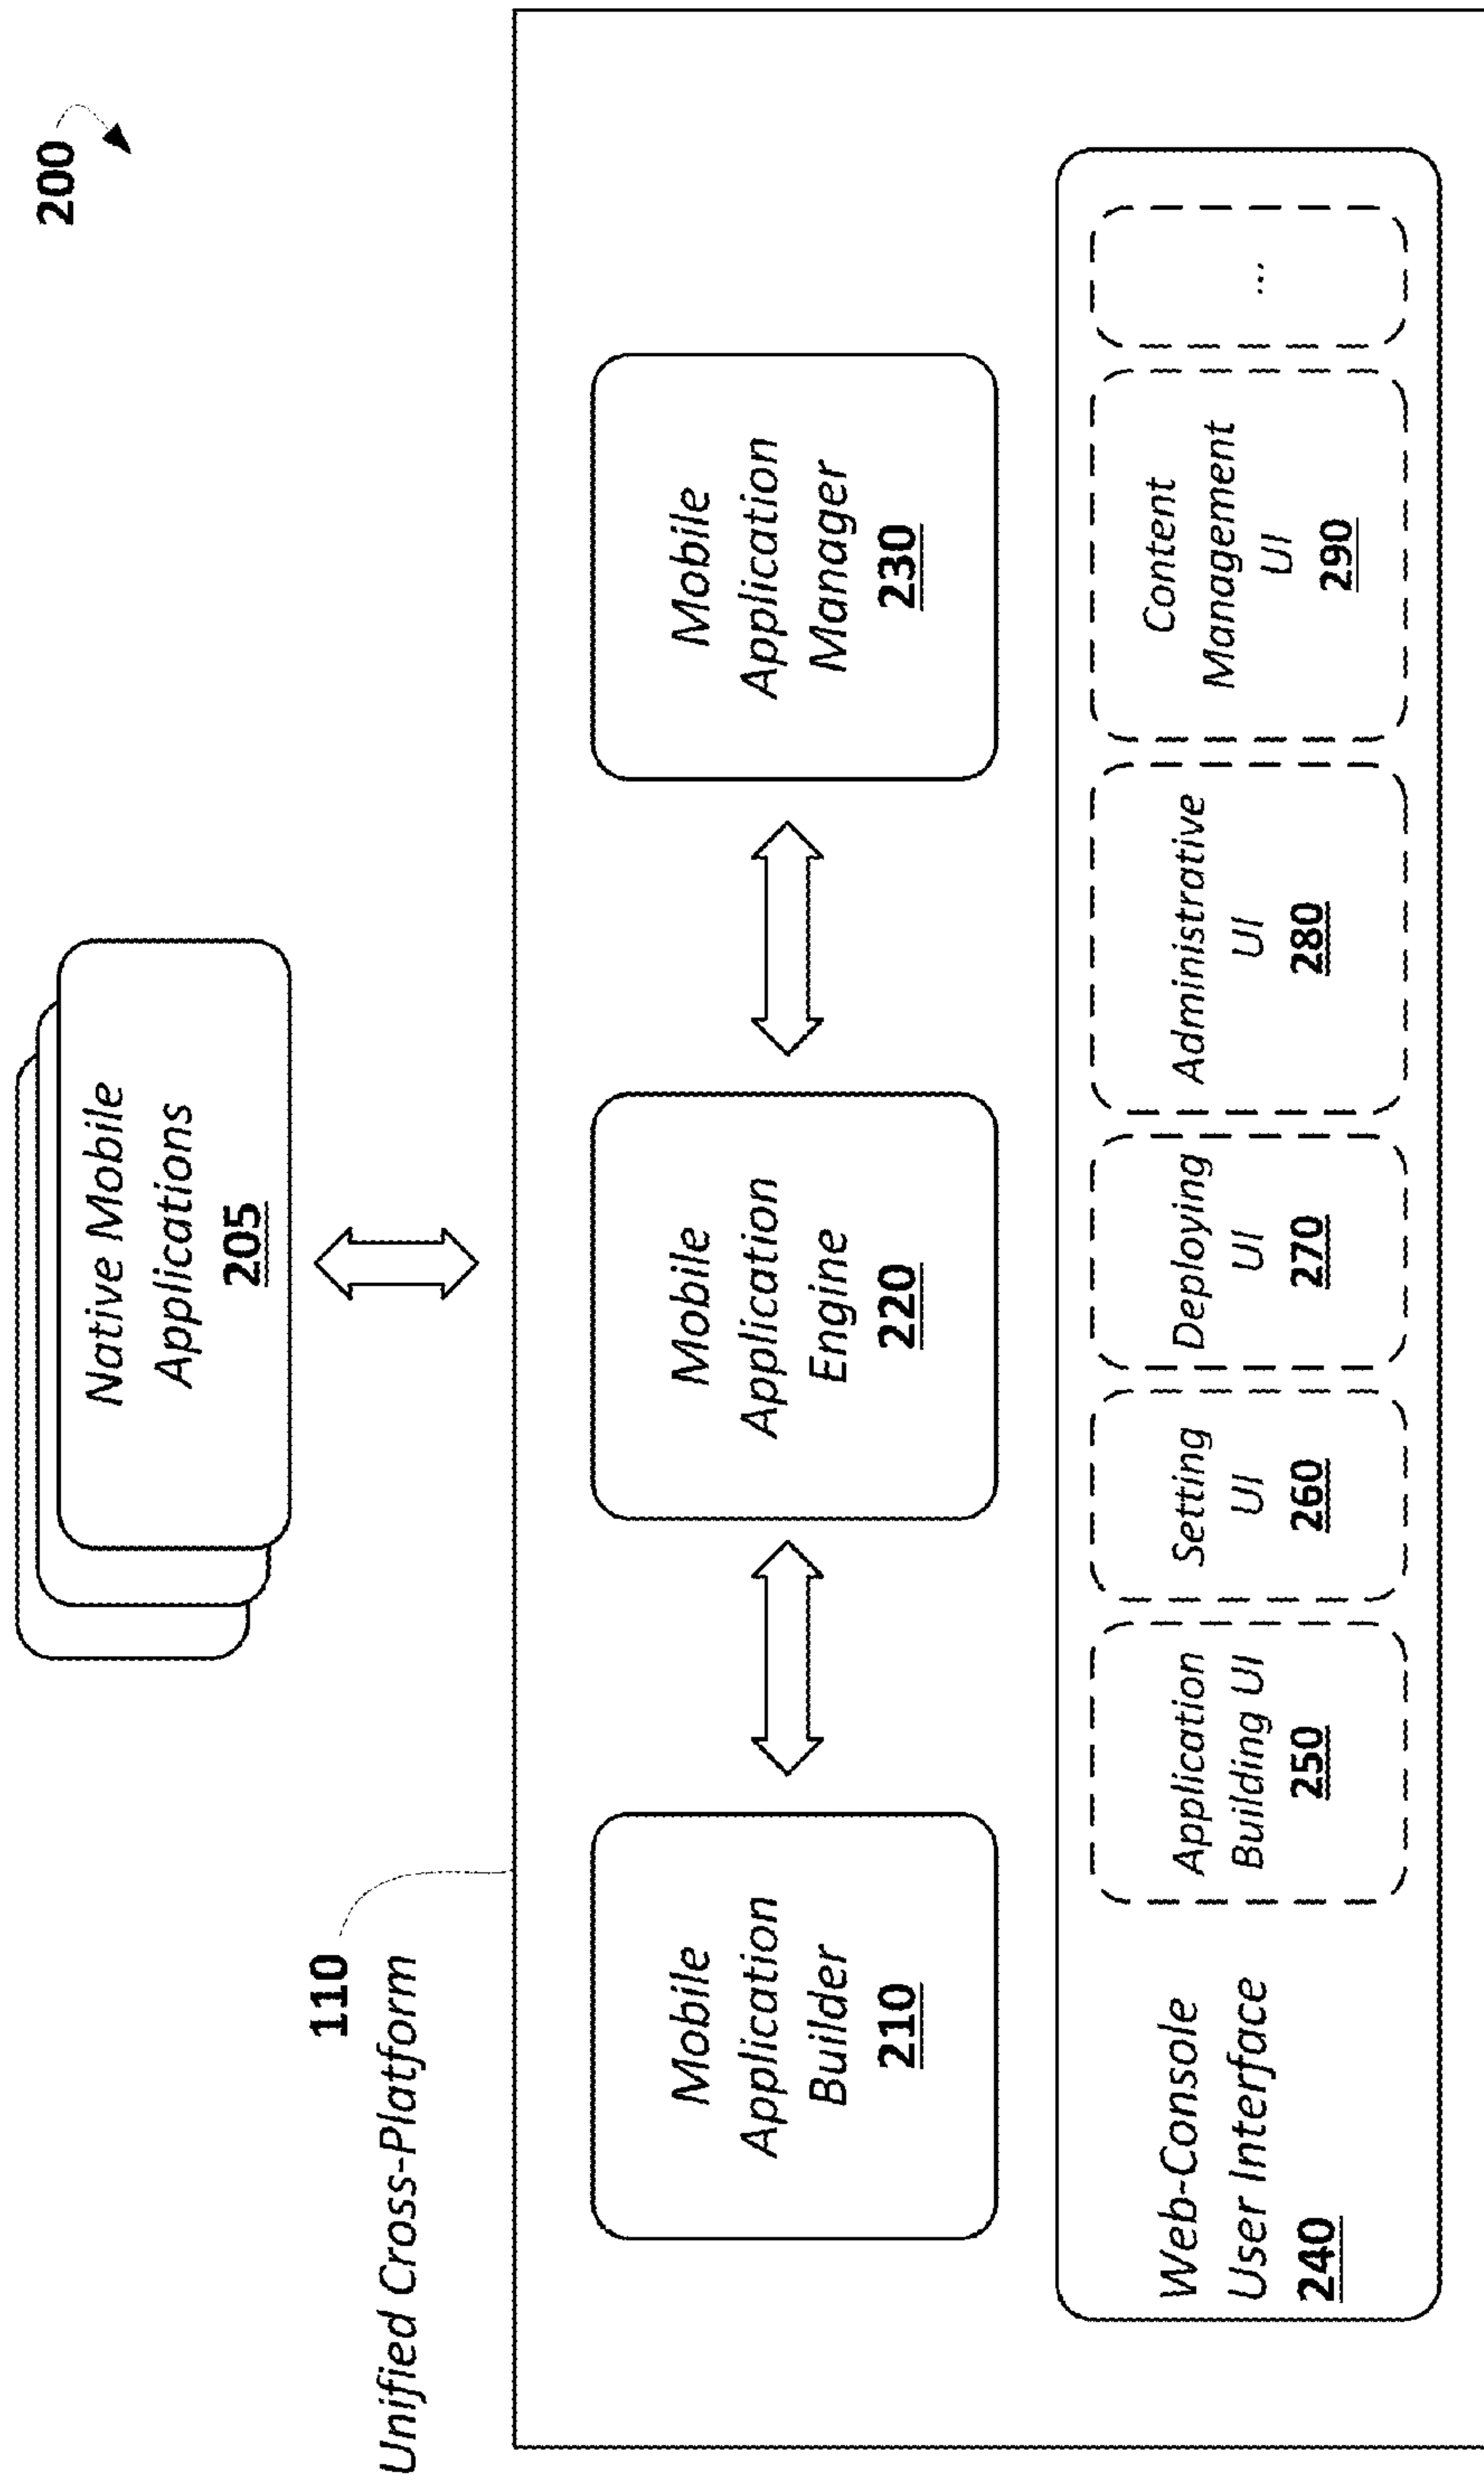 200
Native Mobile
Applications
205
110
Unified Cross-Platform
Mobile
Application
Builder
210
Mobile
Application
Engine
220
Mobile
Application
Manager
230
Web-Console
User Interface
240
Application
Building UI
250
Setting
UI
260
Deploying
UI
270
Administrative
UI
280
Content
Management
UI
290
...